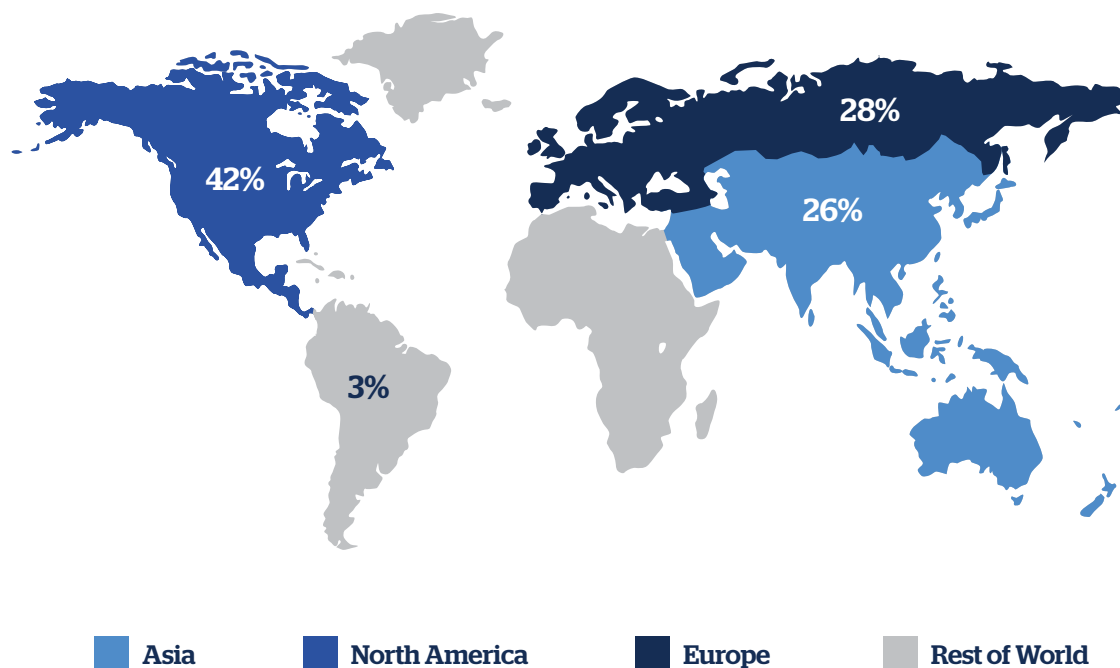 28%
42%
26%
3%
Asia
North America
Europe
Rest of World